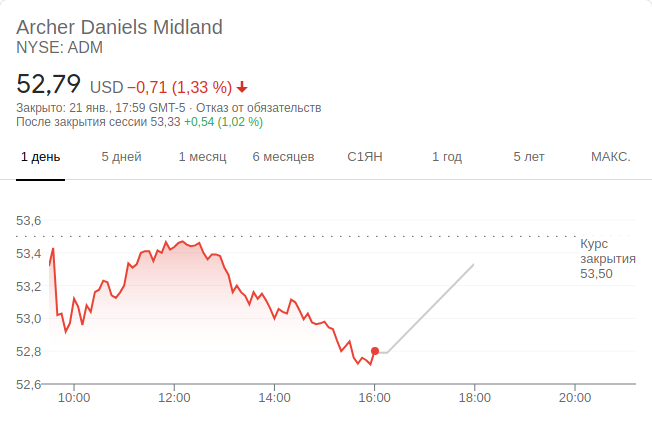 Archer Daniels Midland
NYSE: ADM
52,79 USD −0,71 (1,33 %)
Закрыто: 21 янв., 17:59 GMT-5 · Отказ от обязательств
После закрытия сессии 53,33 +0,54 (1,02 %)
1 день 5 дней 1 месяц 6 месяцев С1ЯН 1 год 5 лет МАКС.
53,6
Курс
закрытия
53,50
53,4
53,2
53,0
52,8
52,6
10:00 12:00 14:00 16:00 18:00 20:00